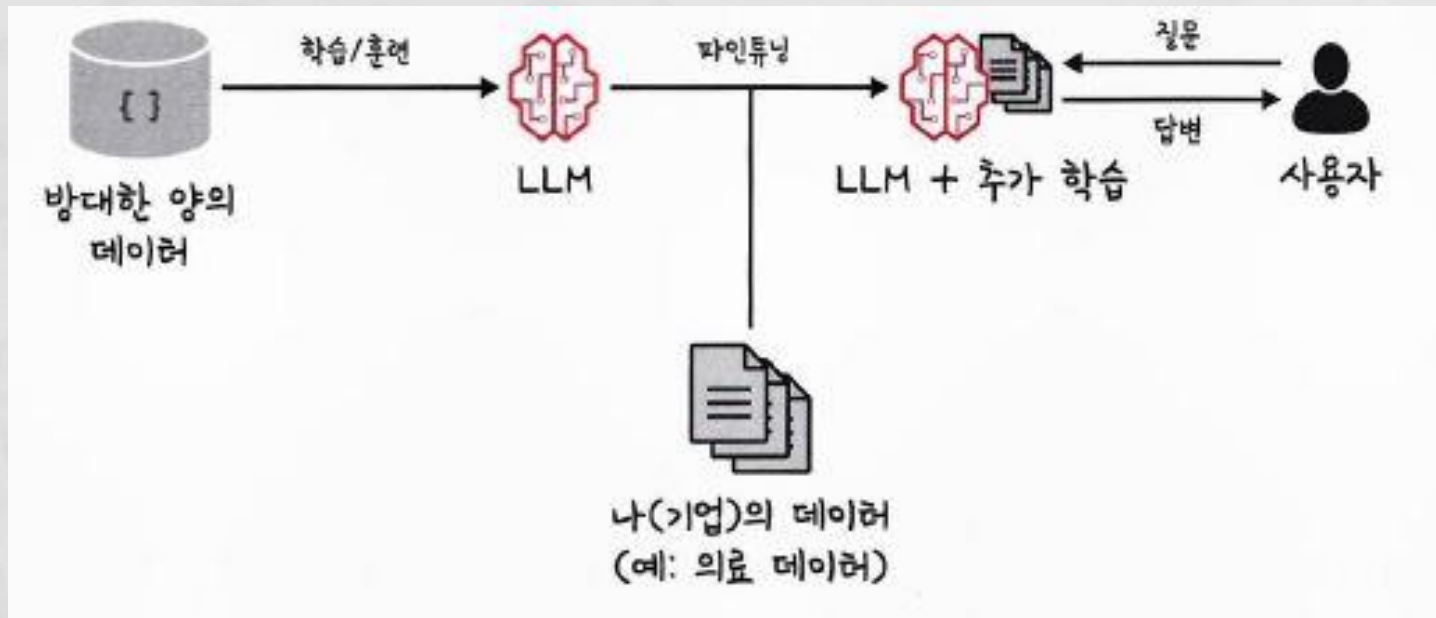 학습/훈련
파인튜닝
질문
{ }
답변
LLM
LLM + 추가 학습
사용자
방대한 양의
데이터
나(기업)의 데이터
(예: 의료 데이터)